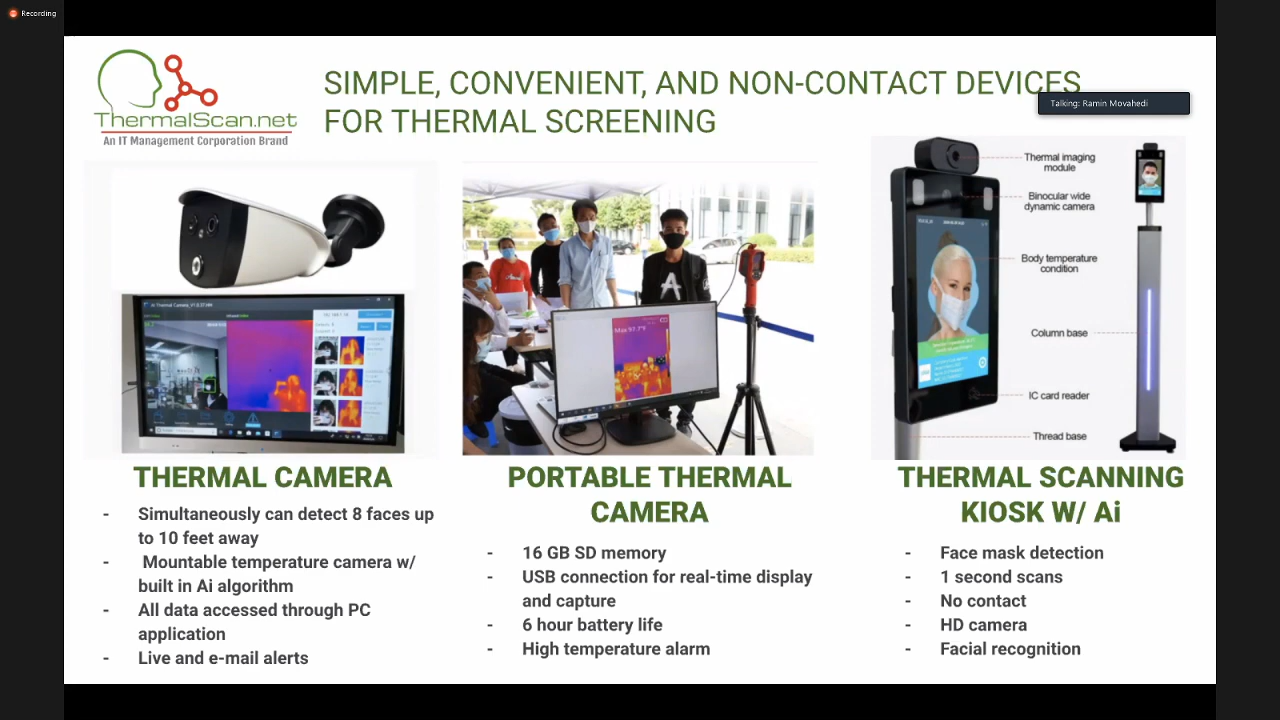 Recording
SIMPLE, CONVENIENT, AND NON-CONTACT DEVICES
FOR THERMAL SCREENING
Talking: Ramin Movahedi
ThermalScan.net
An IT Management Corporation Brand
Thermal imaging
module
Binocular wide
dynamic camera
Body temperature
condition
Column base
IC card reader
Thread base
A
THERMAL CAMERA
- Simultaneously can detect 8 faces up
to 10 feet away
- Mountable temperature camera w/
built in Ai algorithm
- All data accessed through PC
application
- Live and e-mail alerts
PORTABLE THERMAL
CAMERA
- 16 GB SD memory
- USB connection for real-time display
and capture
- 6 hour battery life
- High temperature alarm
THERMAL SCANNING
KIOSK W/ Ai
- Face mask detection
- 1 second scans
- No contact
- HD camera
- Facial recognition